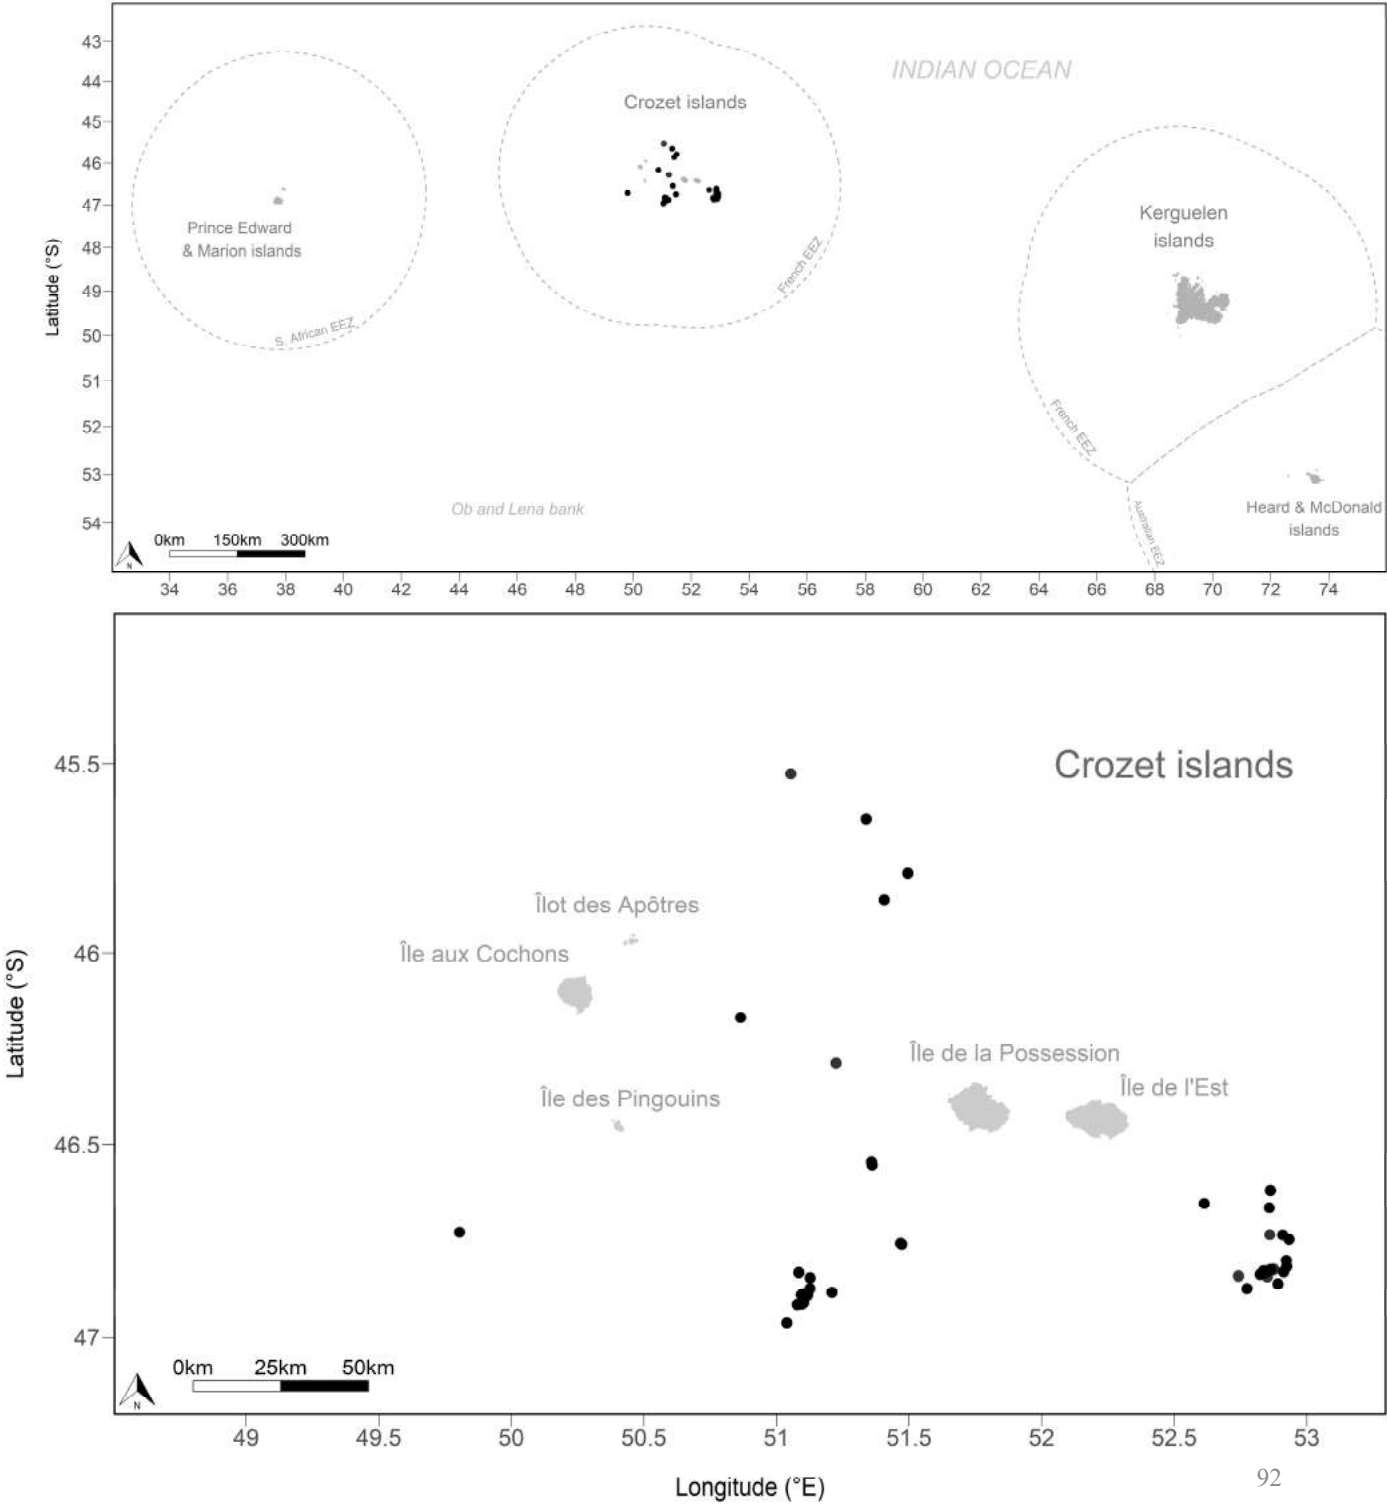 43
44
45
46
47
48
49
50
51
52
53
54
Latitude (°S)
INDIAN OCEAN
Crozet islands
Prince Edward
& Marion islands
S. African EEZ
French EEZ
Kerguelen
islands
French EEZ
Australian EEZ
Heard & McDonald
islands
Ob and Lena bank
0km 150km 300km
N
34 36 38 40 42 44 46 48 50 52 54 56 58 60 62 64 66 68 70 72 74
Crozet islands
45.5
46
46.5
47
Latitude (°S)
Îlot des Apôtres
Île aux Cochons
Île de la Possession
Île de l'Est
Île des Pingouins
0km 25km 50km
N
49 49.5 50 50.5 51 51.5 52 52.5 53
Longitude (°E)
92